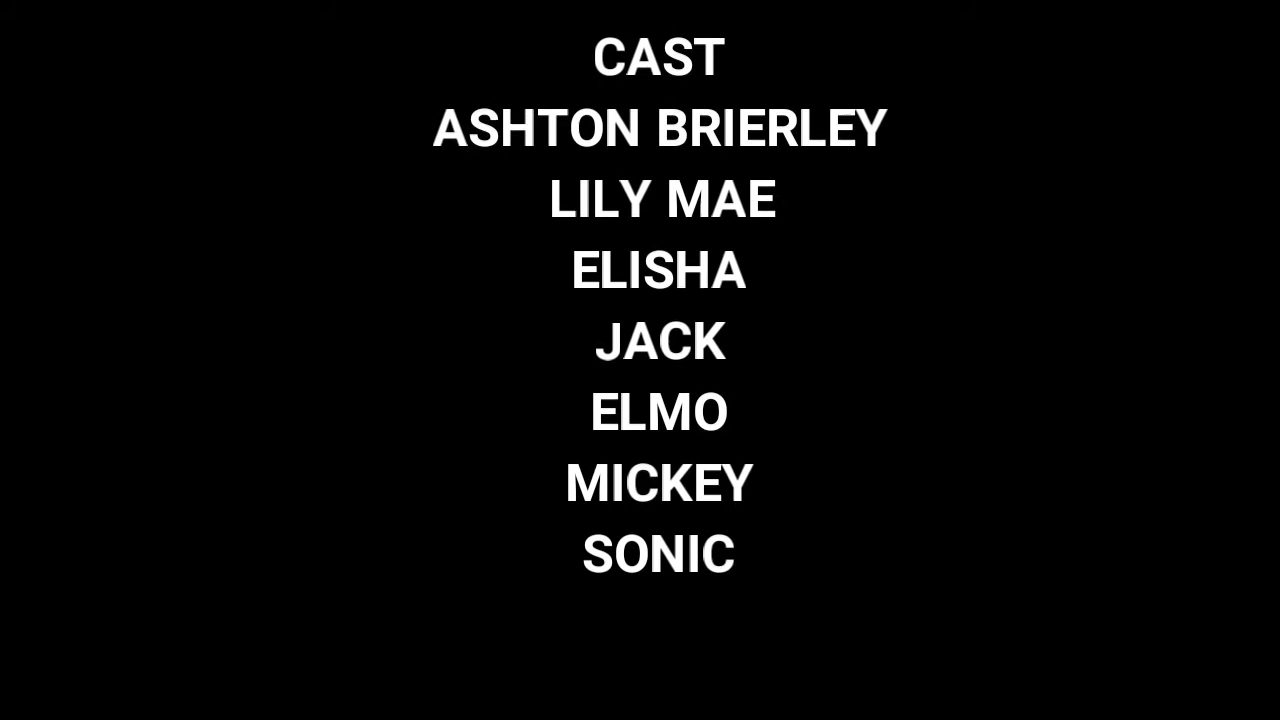 CAST
ASHTON BRIERLEY
LILY MAE
ELISHA
JACK
ELMO
MICKEY
SONIC